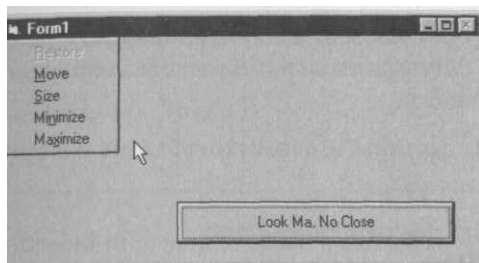 Form1
Restore
Move
Size
Minimize
Maximize
Look Ma, No Close